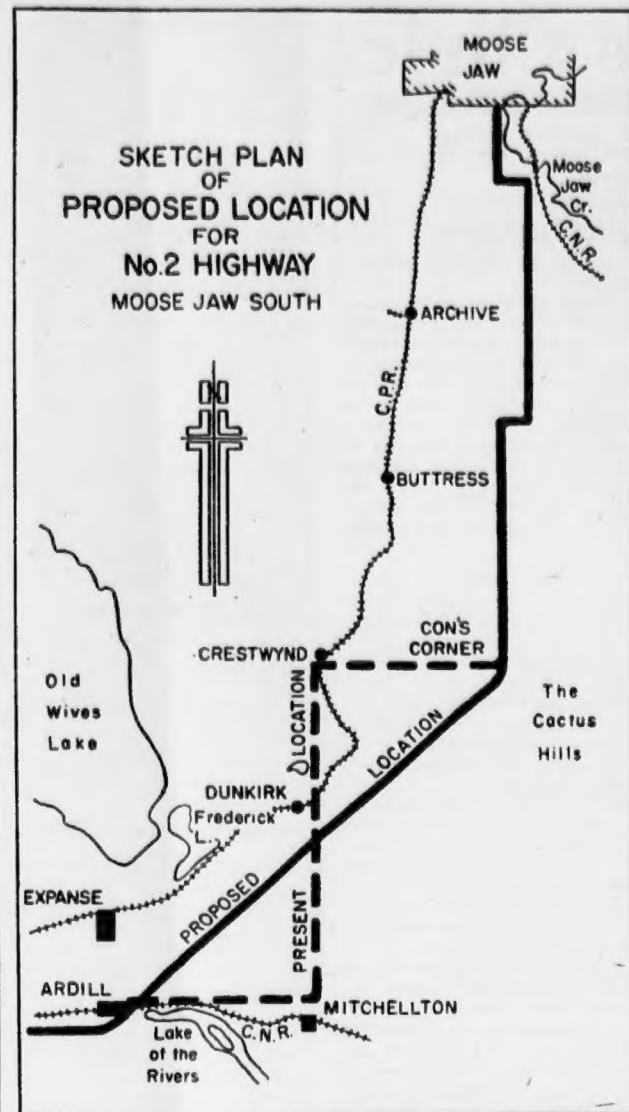 MOOSE
JAW
SKETCH PLAN
OF
PROPOSED LOCATION
FOR
No.2 HIGHWAY
MOOSE JAW SOUTH
Moose
Jaw
Cr.
C.N.R.
ARCHIVE
C.P.R.
BUTTRESS
CRESTWYND
CON'S
CORNER
Old
Wives
Lake
LOCATION
LOCATION
The
Cactus
Hills
DUNKIRK
Frederick
L.
EXPANSE
PROPOSED
PRESENT
ARDILL
MITCHELLTON
C.N.R.
Lake
of the
Rivers